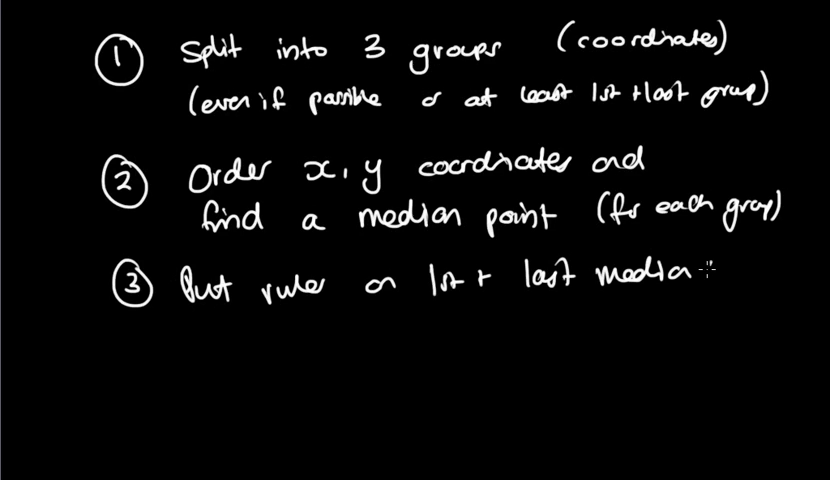 1 Split into 3 groups (coordinates)
(even if possible or at least 1st + last group)
2 Order x, y coordinates and
find a median point (for each group)
3 Put ruler on 1st + last media